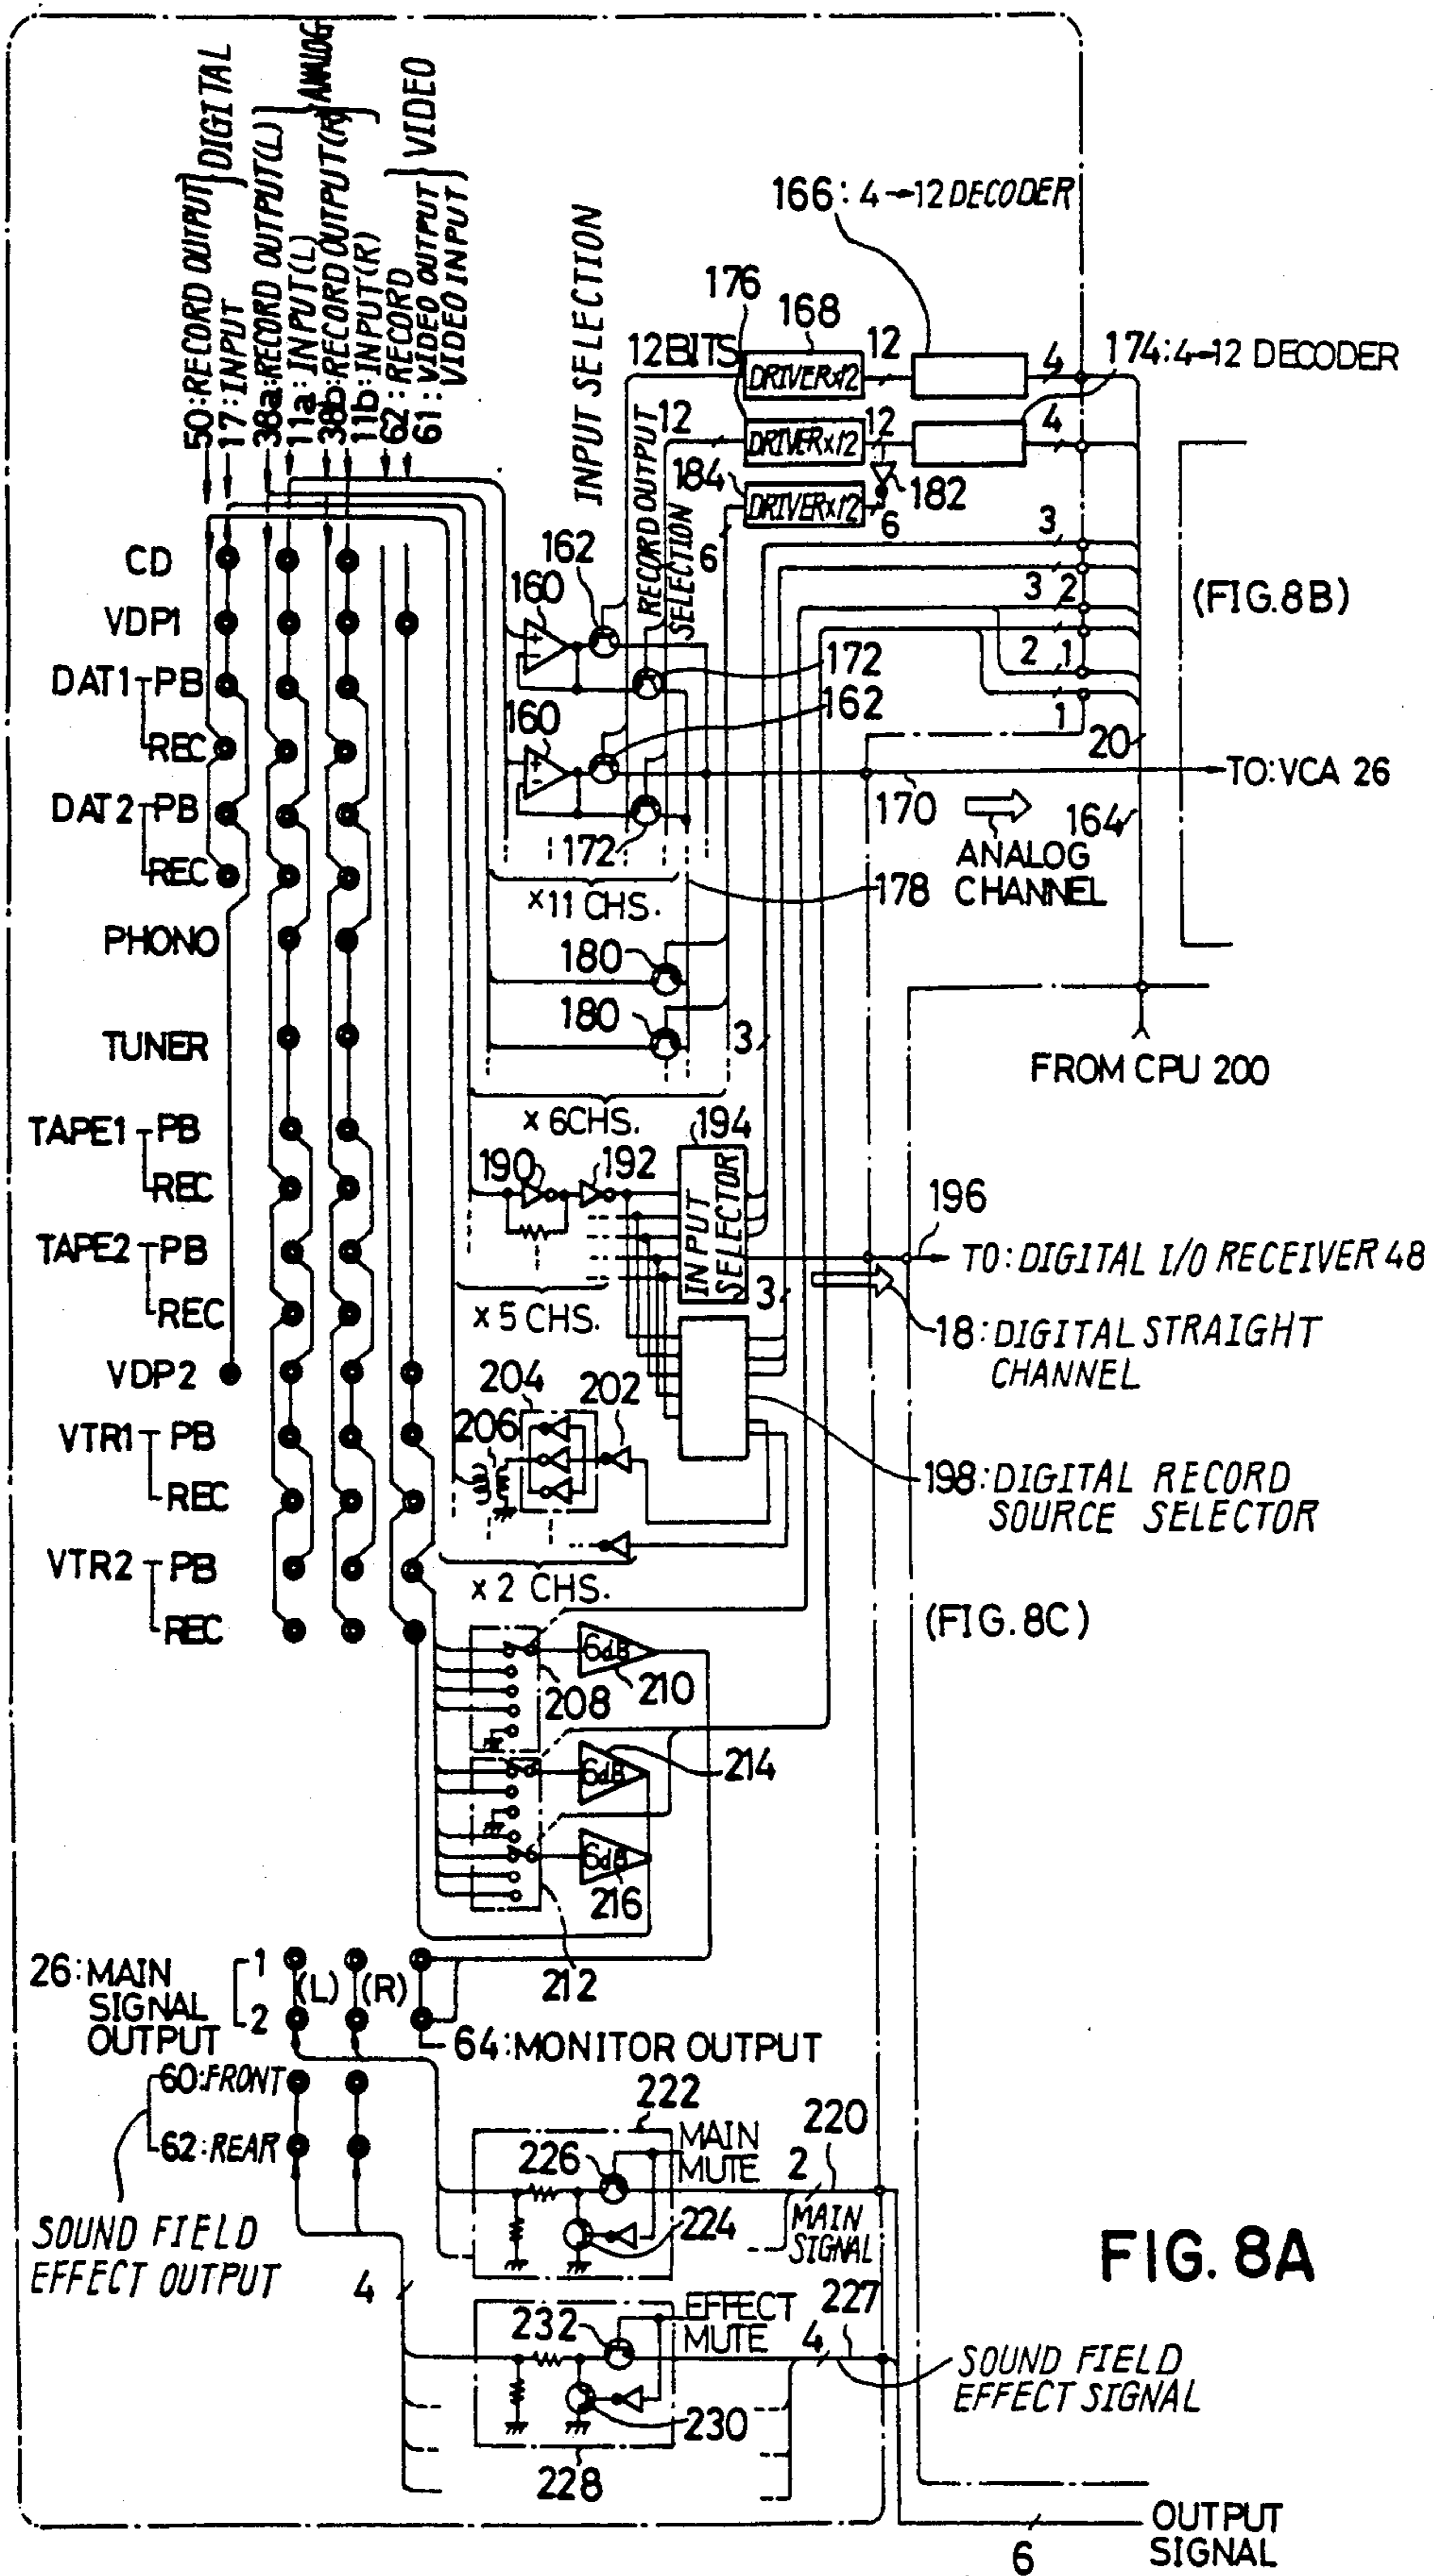 50:RECORD OUTPUT
17:INPUT
}DIGITAL
38a:RECORD OUTPUT(L)
11a:INPUT(L)
38b:RECORD OUTPUT(R)
11b:INPUT(R)
}ANALOG
62:RECORD
VIDEO OUTPUT
61:VIDEO INPUT
}VIDEO
INPUT SELECTION
166:4→12 DECODER
176
168
12BITS
DRIVER×12
12
4
174:4→12 DECODER
RECORD OUTPUT SELECTION
12
DRIVER×12
12
4
184
DRIVER×12
182
6
6
3
3
2
2
1
1
(FIG.8B)
CD
VDP1
DAT1
PB
REC
DAT2
PB
REC
PHONO
TUNER
TAPE1
PB
REC
TAPE2
PB
REC
VDP2
VTR1
PB
REC
VTR2
PB
REC
160
162
172
162
160
172
20
TO:VCA 26
170
164
ANALOG
CHANNEL
×11 CHS.
178
180
180
3
FROM CPU 200
× 6CHS.
190
192
194
INPUT
SELECTOR
196
TO:DIGITAL I/O RECEIVER 48
× 5 CHS.
3
18:DIGITAL STRAIGHT
CHANNEL
204
202
206
198:DIGITAL RECORD
SOURCE SELECTOR
× 2 CHS.
(FIG.8C)
6dB
208
210
6dB
214
6dB
216
212
26:MAIN
SIGNAL
OUTPUT
1
2
(L)
(R)
64:MONITOR OUTPUT
60:FRONT
62:REAR
SOUND FIELD
EFFECT OUTPUT
222
MAIN
MUTE
226
224
2
220
MAIN
SIGNAL
4
EFFECT
MUTE
232
230
228
4
227
SOUND FIELD
EFFECT SIGNAL
FIG. 8A
6
OUTPUT
SIGNAL